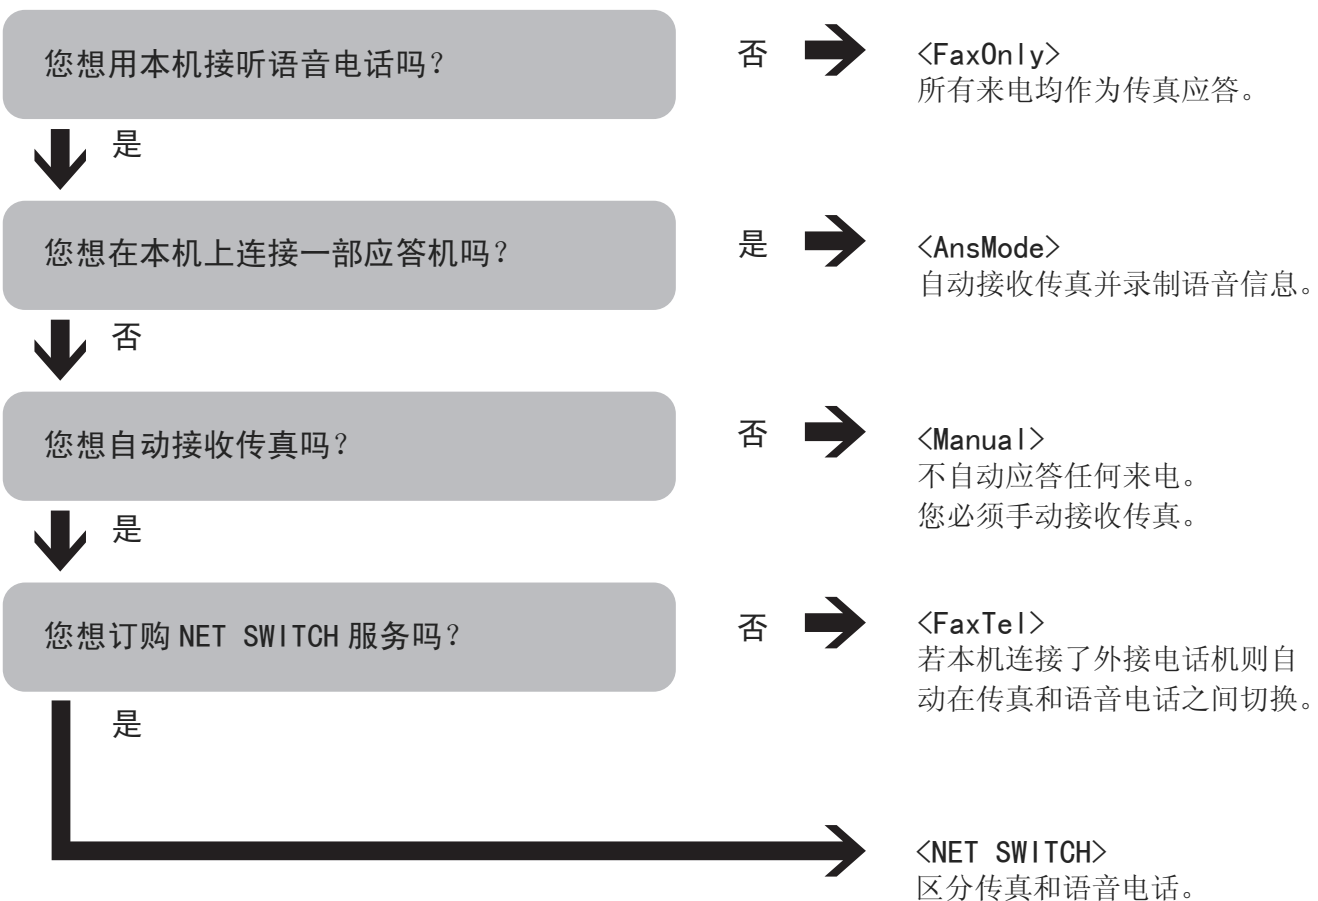 您想用本机接听语音电话吗？
否
<FaxOnly>
所有来电均作为传真应答。
是
您想在本机上连接一部应答机吗？
是
<AnsMode>
自动接收传真并录制语音信息。
否
您想自动接收传真吗？
否
<Manual>
不自动应答任何来电。
您必须手动接收传真。
是
您想订购 NET SWITCH 服务吗？
否
<FaxTel>
若本机连接了外接电话机则自
动在传真和语音电话之间切换。
是
<NET SWITCH>
区分传真和语音电话。